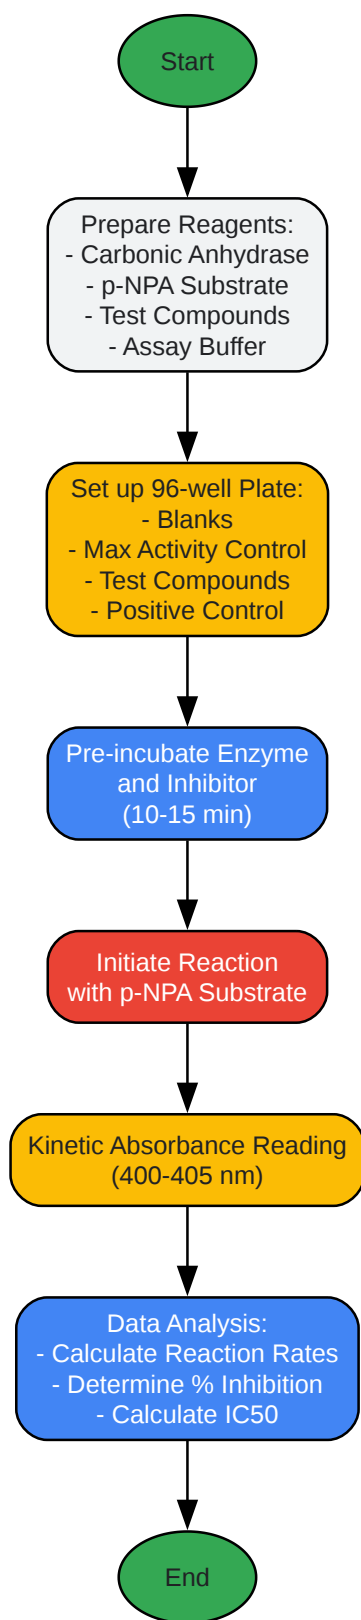 Start
Prepare Reagents:
- Carbonic Anhydrase
- p-NPA Substrate
- Test Compounds
- Assay Buffer
Set up 96-well Plate:
- Blanks
- Max Activity Control
- Test Compounds
- Positive Control
Pre-incubate Enzyme
and Inhibitor
(10-15 min)
Initiate Reaction
with p-NPA Substrate
Kinetic Absorbance Reading
(400-405 nm)
Data Analysis:
- Calculate Reaction Rates
- Determine % Inhibition
- Calculate IC50
End